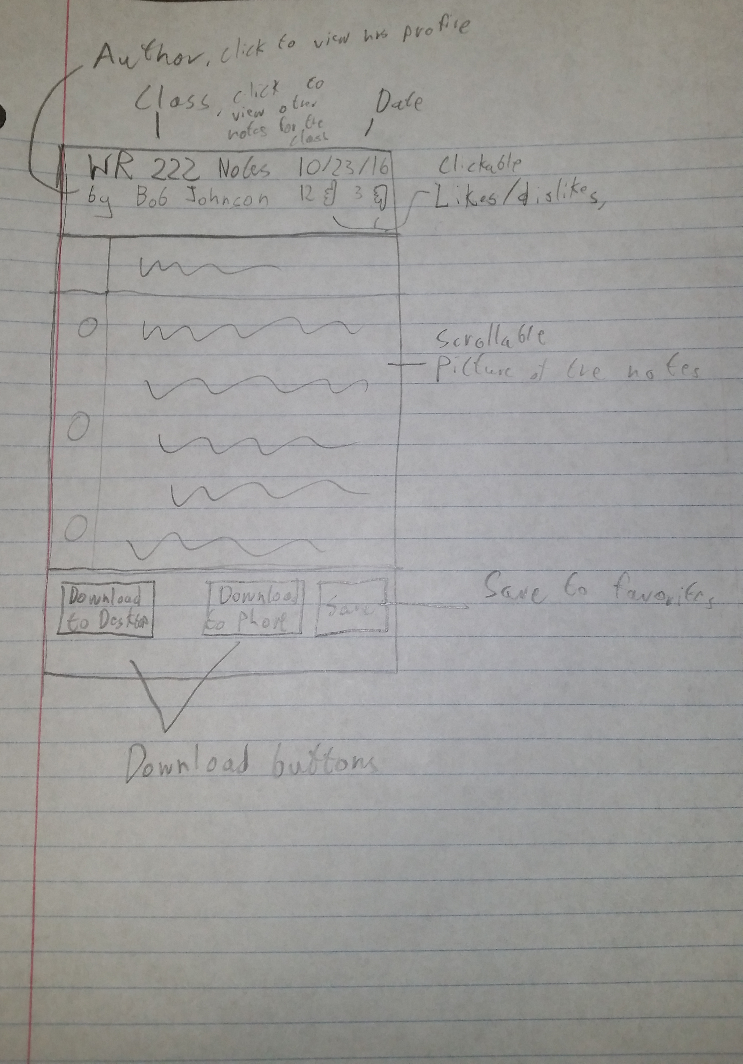 Author, click to view his profile
Class, click to
view other
notes for the
class
Date
WR 222 Notes 10/23/16
by Bob Johnson 12 3
Clickable
Likes/dislikes,
Scrollable
Picture of the notes
Download
to Desktop
Download
to Phone
Save
Save to favorites
Download buttons